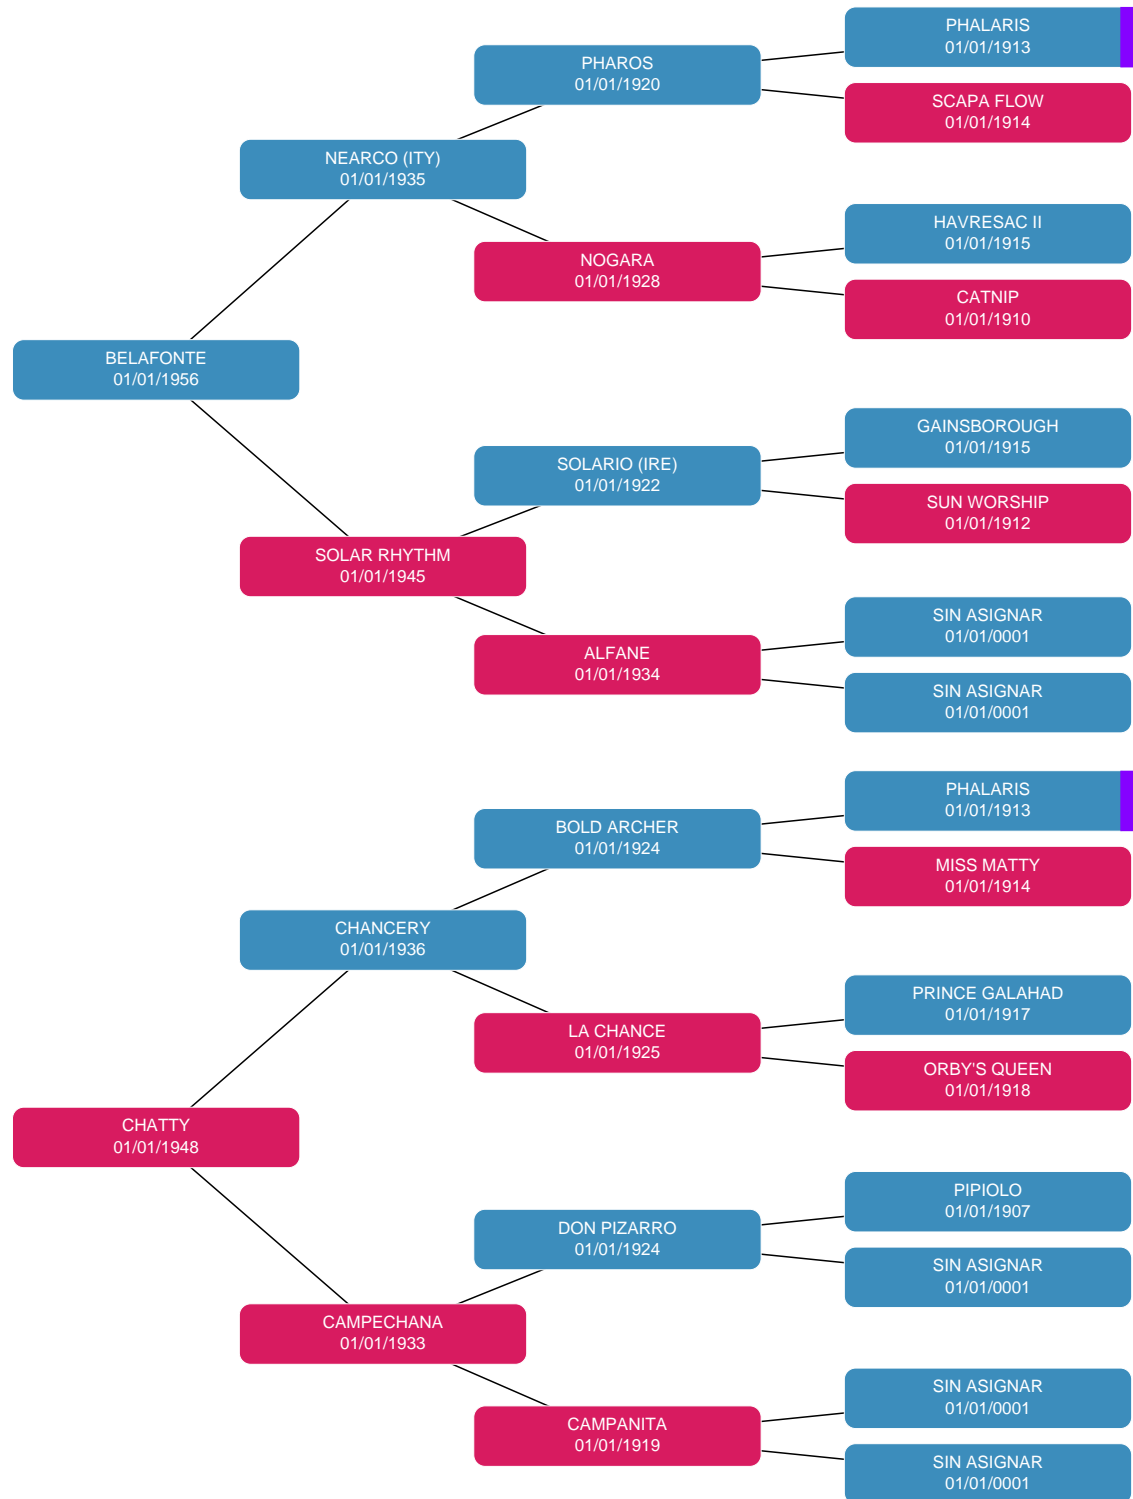 PHALARIS
01/01/1913
PHAROS
01/01/1920
SCAPA FLOW
01/01/1914
NEARCO (ITY)
01/01/1935
HAVRESAC II
01/01/1915
NOGARA
01/01/1928
CATNIP
01/01/1910
BELAFONTE
01/01/1956
GAINSBOROUGH
01/01/1915
SOLARIO (IRE)
01/01/1922
SUN WORSHIP
01/01/1912
SOLAR RHYTHM
01/01/1945
SIN ASIGNAR
01/01/0001
ALFANE
01/01/1934
SIN ASIGNAR
01/01/0001
PHALARIS
01/01/1913
BOLD ARCHER
01/01/1924
MISS MATTY
01/01/1914
CHANCERY
01/01/1936
PRINCE GALAHAD
01/01/1917
LA CHANCE
01/01/1925
ORBY'S QUEEN
01/01/1918
CHATTY
01/01/1948
PIPIOLO
01/01/1907
DON PIZARRO
01/01/1924
SIN ASIGNAR
01/01/0001
CAMPECHANA
01/01/1933
SIN ASIGNAR
01/01/0001
CAMPANITA
01/01/1919
SIN ASIGNAR
01/01/0001